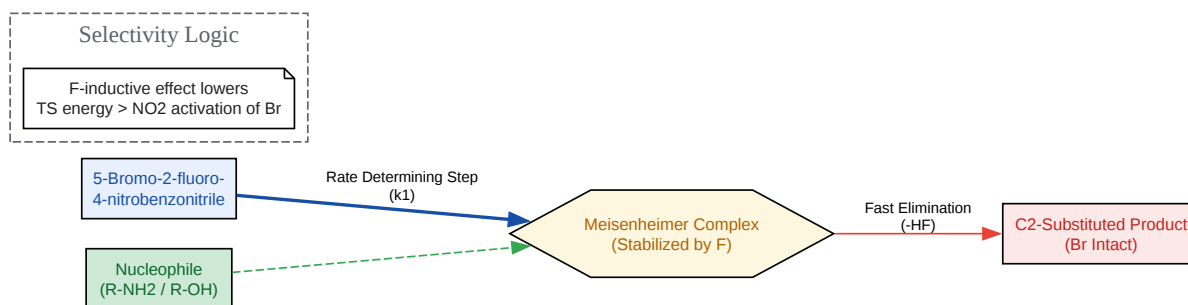 Selectivity Logic
F-inductive effect lowers
TS energy > NO2 activation of Br
5-Bromo-2-fluoro-
4-nitrobenzonitrile
Rate Determining Step
(k1)
Meisenheimer Complex
(Stabilized by F)
Fast Elimination
(-HF)
C2-Substituted Product
(Br Intact)
Nucleophile
(R-NH2 / R-OH)